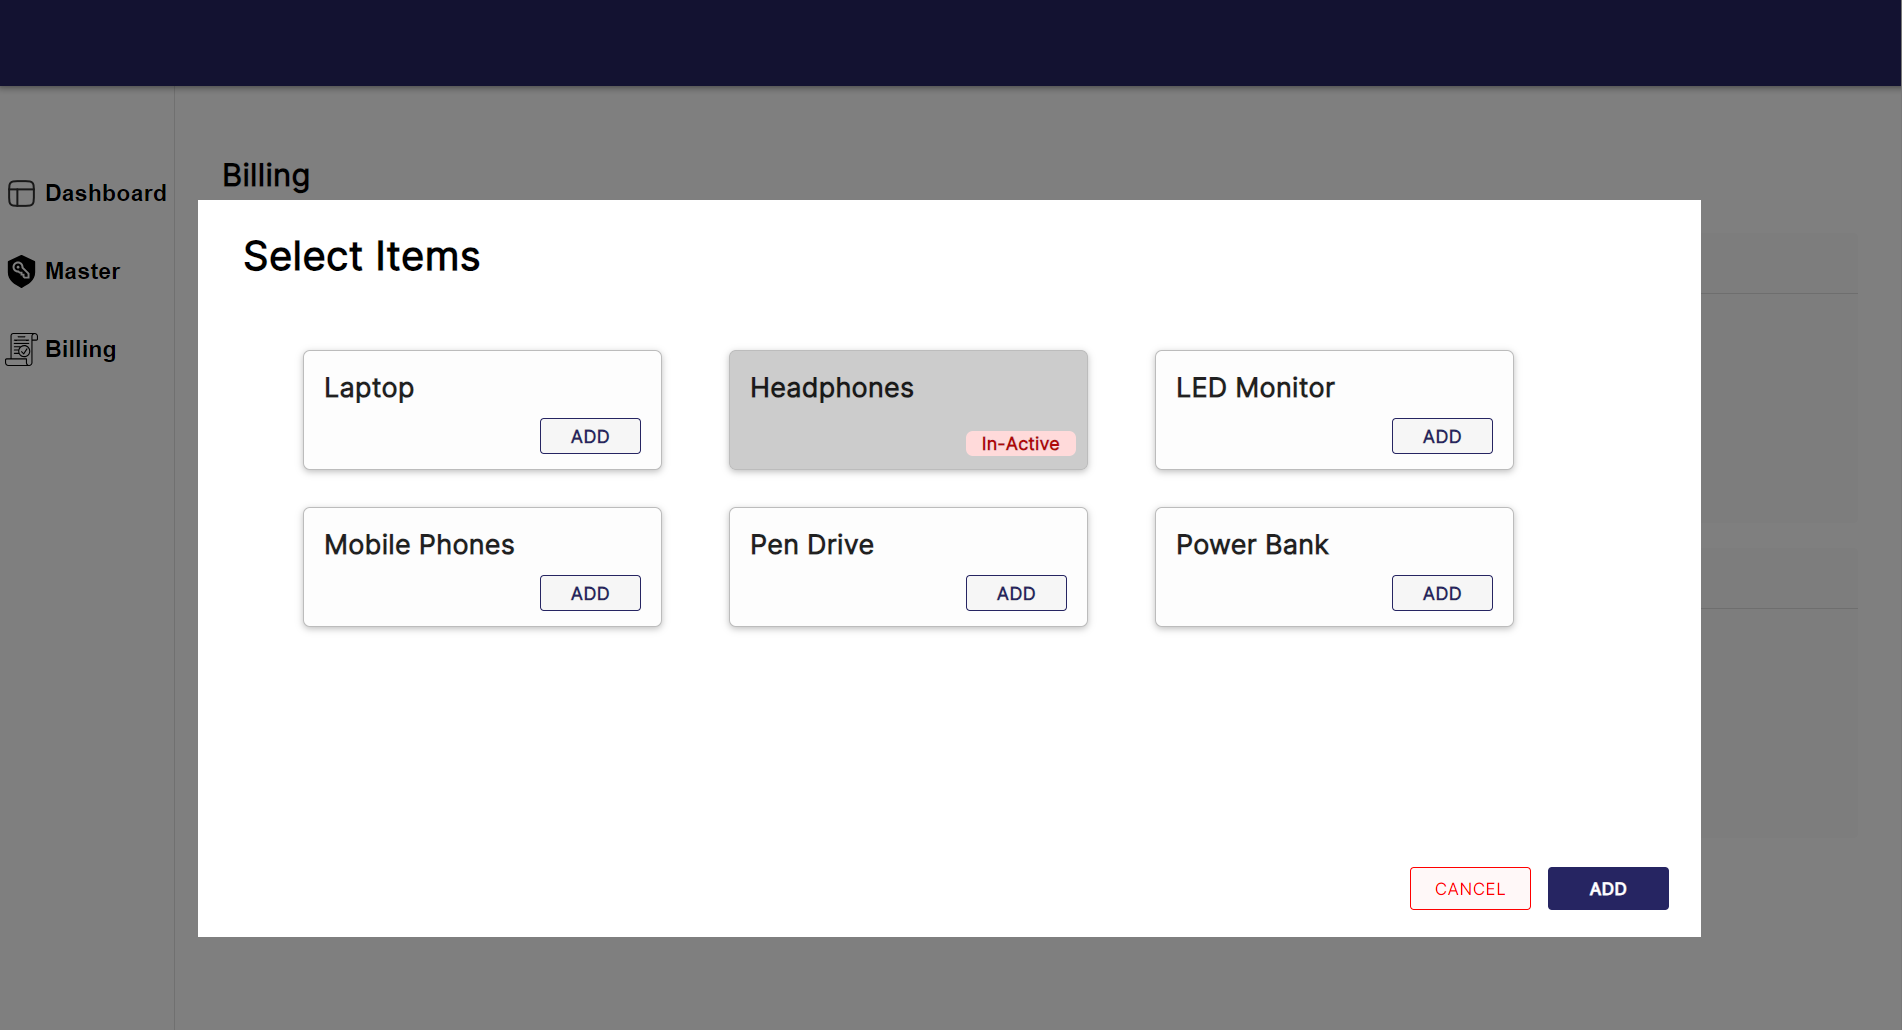 Dashboard
Master
Billing
Billing
Select Items
Laptop
ADD
Headphones
In-Active
LED Monitor
ADD
Mobile Phones
ADD
Pen Drive
ADD
Power Bank
ADD
CANCEL
ADD